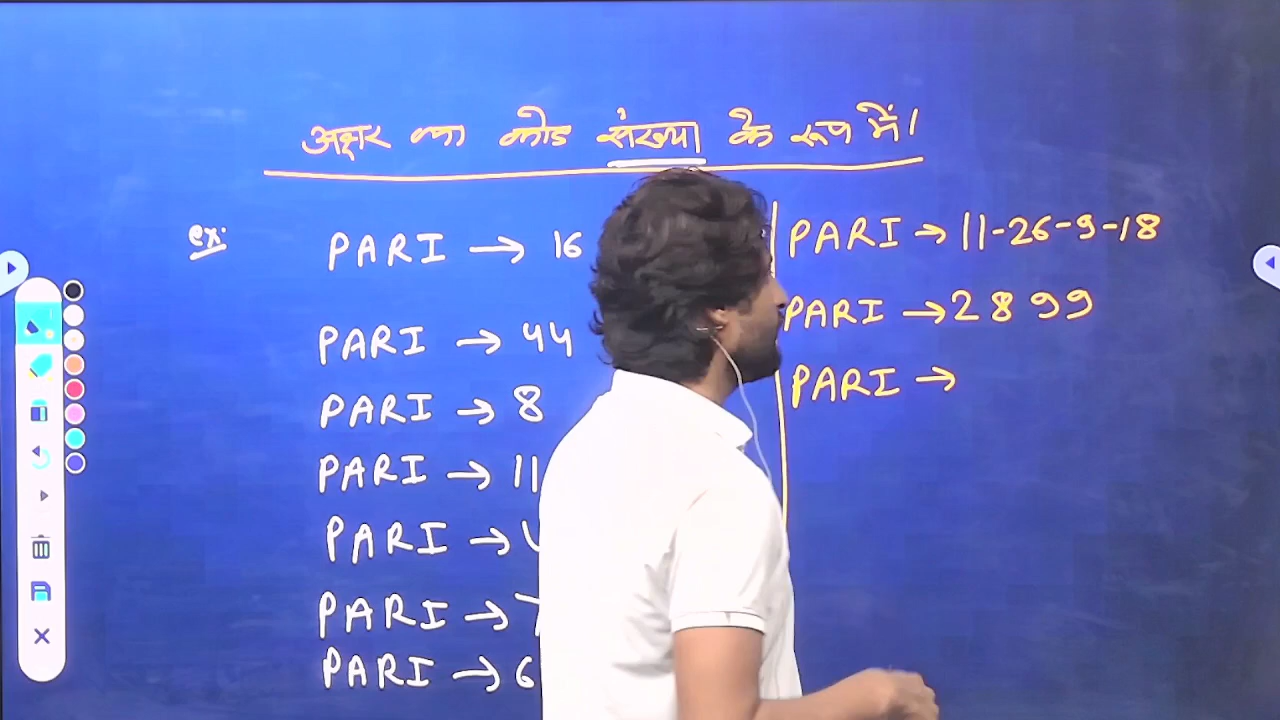 अक्षर का कोड संख्या के रूप में।
ex:
PARI → 16
PARI → 44
PARI → 8
PARI → 11
PARI →
PARI → 7
PARI → 6
PARI → 11-26-9-18
PARI → 2899
PARI →